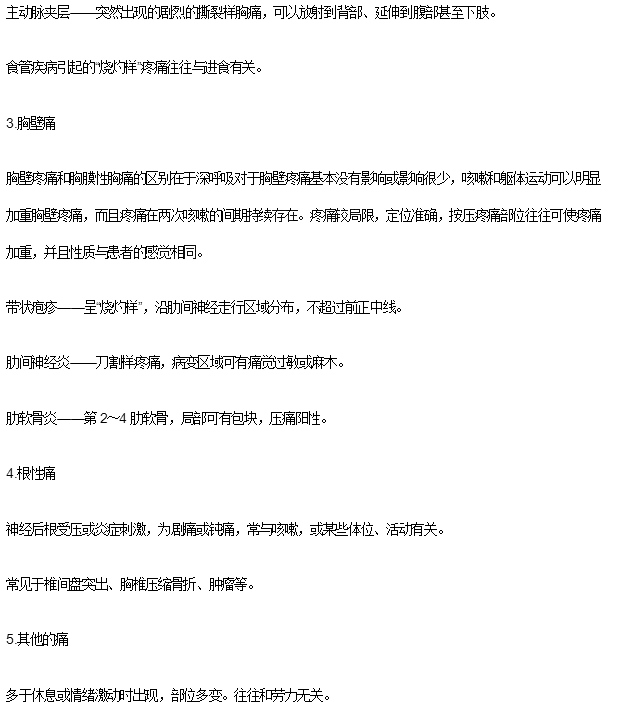 主动脉夹层——突然出现的剧烈的撕裂样胸痛，可以放射到背部、延伸到腹部甚至下肢。
食管疾病引起的“烧灼样”疼痛往往与进食有关。
3.胸壁痛
胸壁疼痛和胸膜性胸痛的区别在于深呼吸对于胸壁疼痛基本没有影响或影响很少，咳嗽和躯体运动可以明显
加重胸壁疼痛，而且疼痛在两次咳嗽的间期持续存在。疼痛较局限，定位准确，按压疼痛部位往往可使疼痛
加重，并且性质与患者的感觉相同。
带状疱疹——呈“烧灼样”，沿肋间神经走行区域分布，不超过前正中线。
肋间神经炎——刀割样疼痛，病变区域可有痛觉过敏或麻木。
肋软骨炎——第 2～4 肋软骨，局部可有包块，压痛阳性。
4.根性痛
神经后根受压或炎症刺激，为剧痛或钝痛，常与咳嗽，或某些体位、活动有关。
常见于椎间盘突出、胸椎压缩骨折、肿瘤等。
5.其他的痛
多于休息或情绪激动时出现，部位多变。往往和劳力无关。